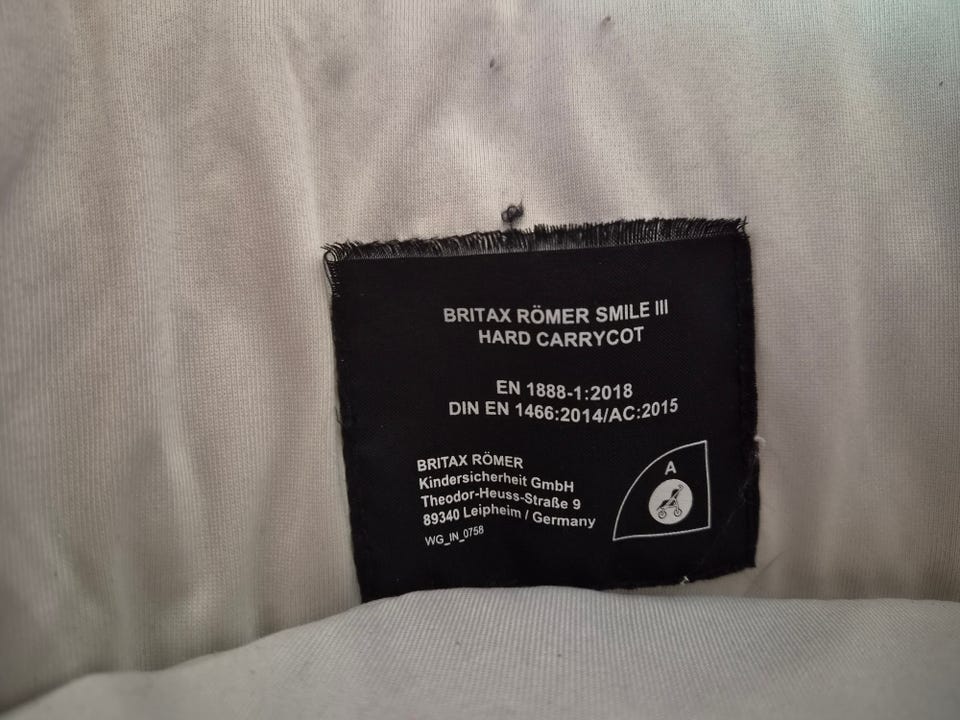 BRITAX RÖMER SMILE III
HARD CARRYCOT
EN 1888-1:2018
DIN EN 1466:2014/AC:2015
BRITAX RÖMER
Kindersicherheit GmbH
Theodor-Heuss-Straße 9
89340 Leipheim / Germany
WG_IN_0758
A